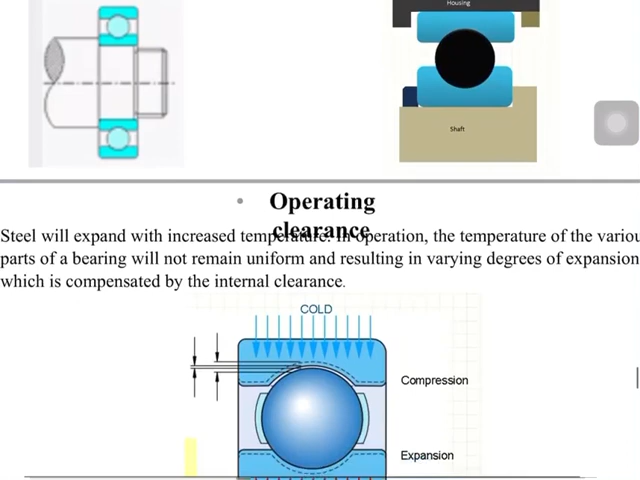 Housing
Shaft
• Operating
clearance
Steel will expand with increased temperature. In operation, the temperature of the variou
parts of a bearing will not remain uniform and resulting in varying degrees of expansion
which is compensated by the internal clearance.
COLD
Compression
Expansion